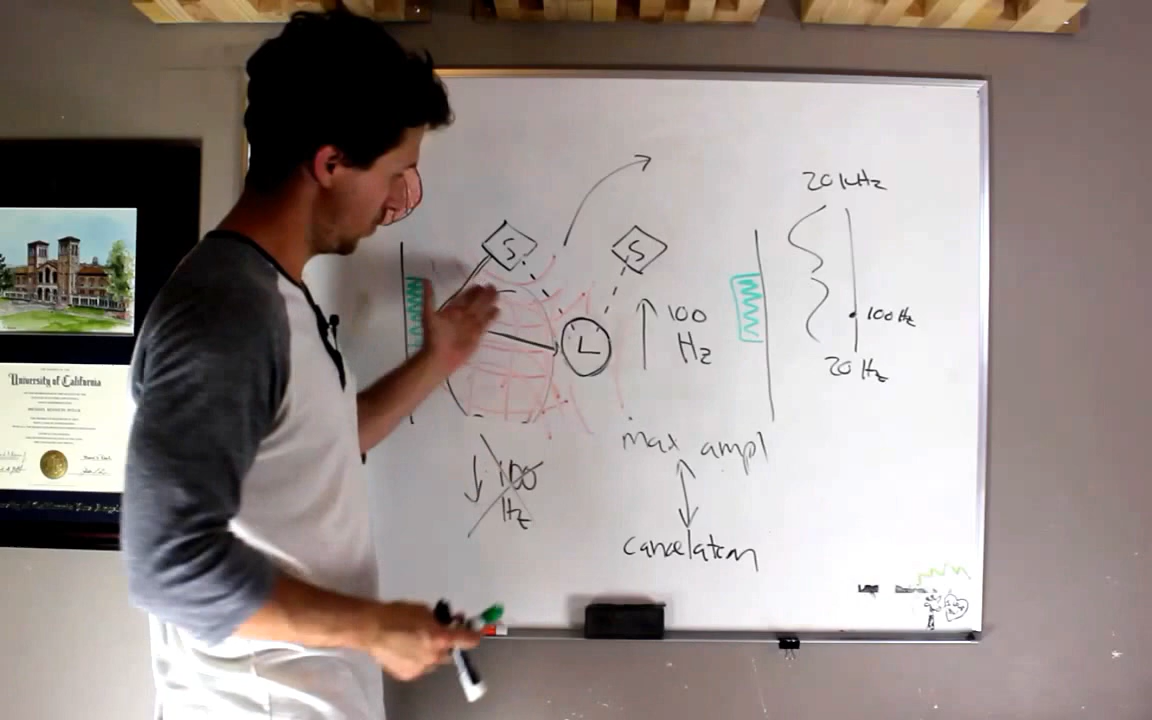 20 kHz
S
S
L
100
Hz
100 Hz
20 Hz
max ampl
cancelation
↓ 100
Hz
University of California